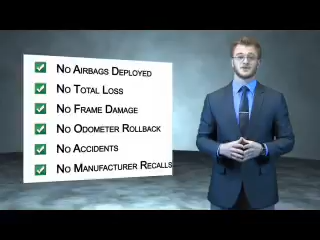 No Airbags Deployed
No Total Loss
No Frame Damage
No Odometer Rollback
No Accidents
No Manufacturer Recalls